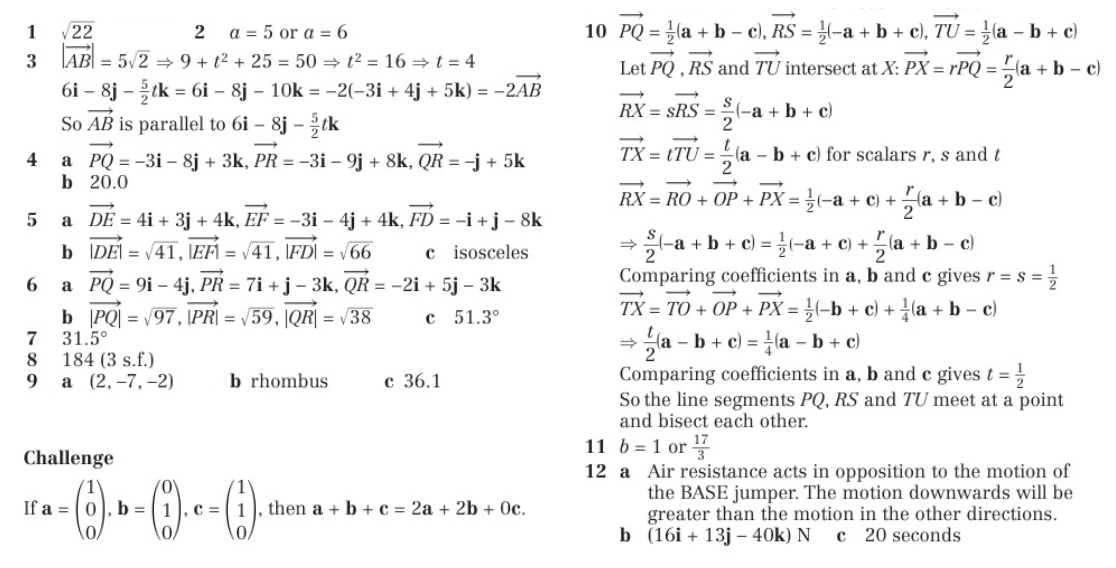 1 √22 2 a = 5 or a = 6
3 |AB→| = 5√2 ⇒ 9 + t² + 25 = 50 ⇒ t² = 16 ⇒ t = 4
6i − 8j − 5/2 tk = 6i − 8j − 10k = −2(−3i + 4j + 5k) = −2AB→
So AB→ is parallel to 6i − 8j − 5/2 tk
4 a PQ→ = −3i − 8j + 3k, PR→ = −3i − 9j + 8k, QR→ = −j + 5k
b 20.0
5 a DE→ = 4i + 3j + 4k, EF→ = −3i − 4j + 4k, FD→ = −i + j − 8k
b |DE→| = √41, |EF→| = √41, |FD→| = √66 c isosceles
6 a PQ→ = 9i − 4j, PR→ = 7i + j − 3k, QR→ = −2i + 5j − 3k
b |PQ→| = √97, |PR→| = √59, |QR→| = √38 c 51.3°
7 31.5°
8 184 (3 s.f.)
9 a (2, −7, −2) b rhombus c 36.1
Challenge
If a = (1 0 0), b = (0 1 0), c = (1 1 0), then a + b + c = 2a + 2b + 0c.
10 PQ→ = 1/2(a + b − c), RS→ = 1/2(−a + b + c), TU→ = 1/2(a − b + c)
Let PQ→, RS→ and TU→ intersect at X: PX→ = rPQ→ = r/2(a + b − c)
RX→ = sRS→ = s/2(−a + b + c)
TX→ = tTU→ = t/2(a − b + c) for scalars r, s and t
RX→ = RO→ + OP→ + PX→ = 1/2(−a + c) + r/2(a + b − c)
⇒ s/2(−a + b + c) = 1/2(−a + c) + r/2(a + b − c)
Comparing coefficients in a, b and c gives r = s = 1/2
TX→ = TO→ + OP→ + PX→ = 1/2(−b + c) + 1/4(a + b − c)
⇒ t/2(a − b + c) = 1/4(a − b + c)
Comparing coefficients in a, b and c gives t = 1/2
So the line segments PQ, RS and TU meet at a point
and bisect each other.
11 b = 1 or 17/3
12 a Air resistance acts in opposition to the motion of
the BASE jumper. The motion downwards will be
greater than the motion in the other directions.
b (16i + 13j − 40k) N c 20 seconds